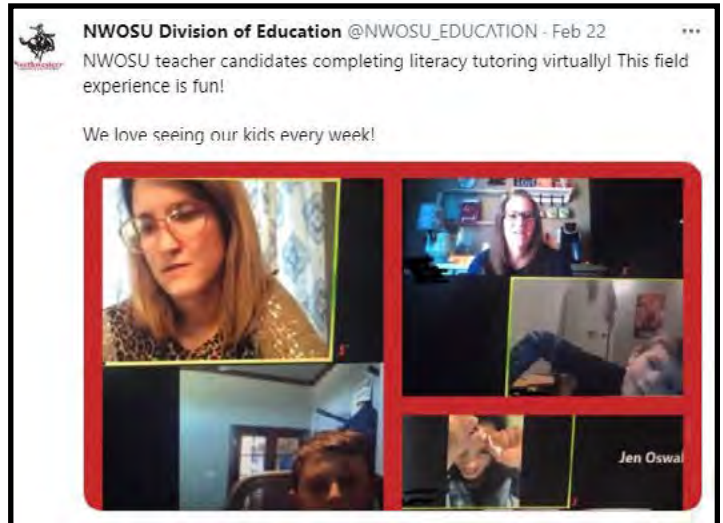 NWOSU Division of Education @NWOSU_EDUCATION · Feb 22
NWOSU teacher candidates completing literacy tutoring virtually! This field
experience is fun!
We love seeing our kids every week!
Northwestern
Jen Oswal